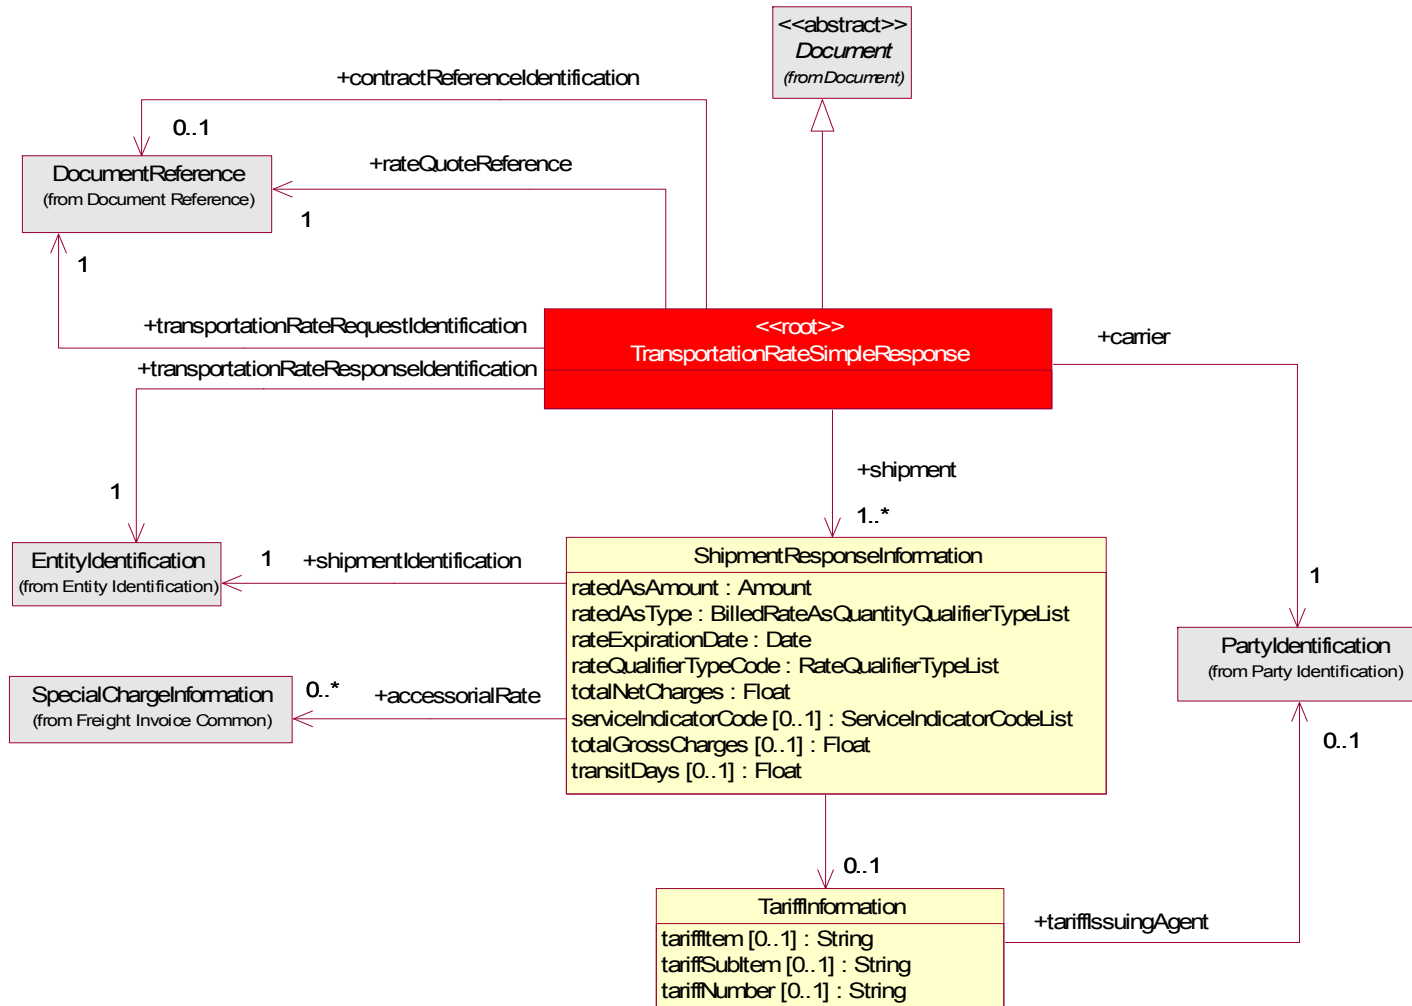 <<abstract>>
Document
(from Document)
+contractReferenceIdentification
0..1
+rateQuoteReference
DocumentReference
(from Document Reference)
1
1
+transportationRateRequestIdentification
<<root>>
TransportationRateSimpleResponse
+carrier
+transportationRateResponseIdentification
+shipment
1
1..*
EntityIdentification
(from Entity Identification)
1
+shipmentIdentification
ShipmentResponseInformation
ratedAsAmount : Amount
ratedAsType : BilledRateAsQuantityQualifierTypeList
rateExpirationDate : Date
rateQualifierTypeCode : RateQualifierTypeList
totalNetCharges : Float
serviceIndicatorCode [0..1] : ServiceIndicatorCodeList
totalGrossCharges [0..1] : Float
transitDays [0..1] : Float
1
PartyIdentification
(from Party Identification)
SpecialChargeInformation
(from Freight Invoice Common)
0..*
+accessorialRate
0..1
0..1
TariffInformation
tariffItem [0..1] : String
tariffSubItem [0..1] : String
tariffNumber [0..1] : String
+tariffIssuingAgent